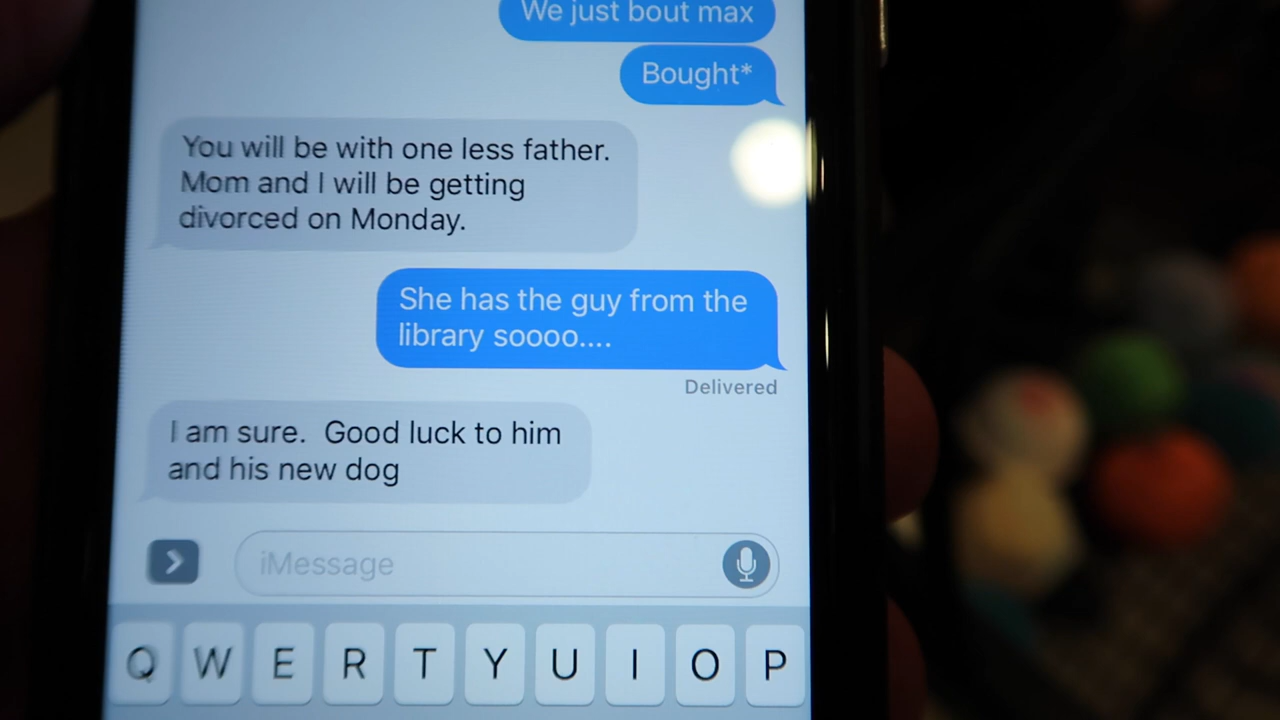 We just bout max
Bought*
You will be with one less father.
Mom and I will be getting
divorced on Monday.
She has the guy from the
library soooo....
Delivered
I am sure.  Good luck to him
and his new dog
iMessage
Q W E R T Y U I O P